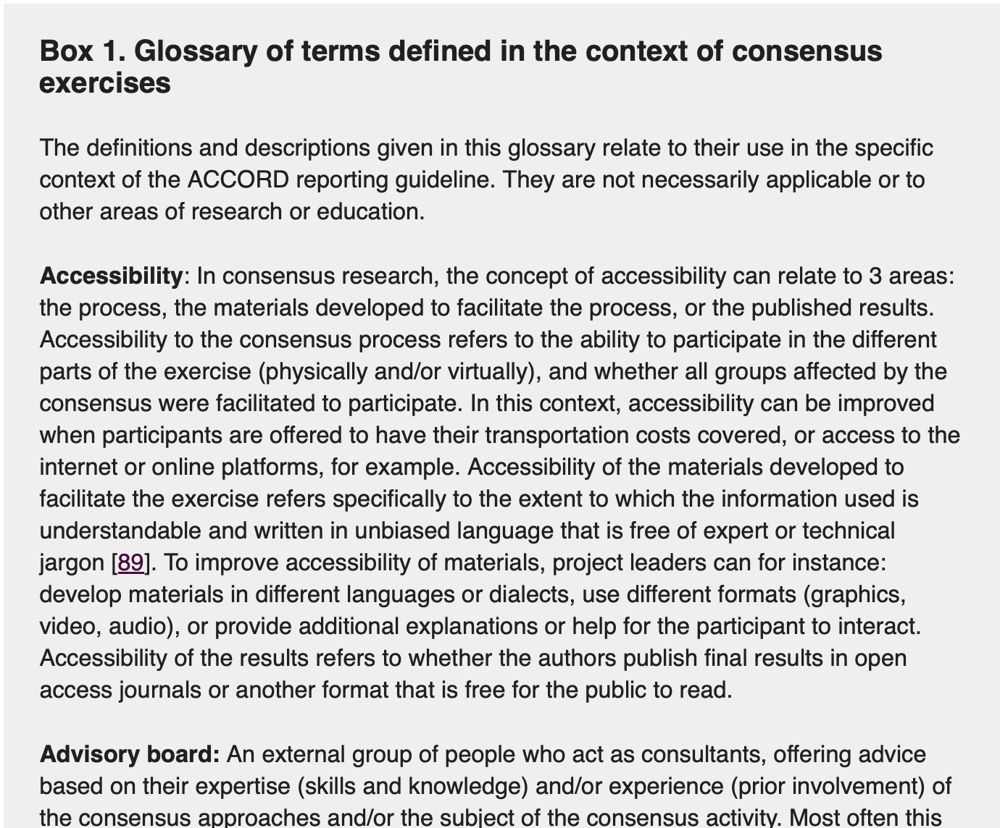 Box 1. Glossary of terms defined in the context of consensus
exercises
The definitions and descriptions given in this glossary relate to their use in the specific
context of the ACCORD reporting guideline. They are not necessarily applicable or to
other areas of research or education.
Accessibility: In consensus research, the concept of accessibility can relate to 3 areas:
the process, the materials developed to facilitate the process, or the published results.
Accessibility to the consensus process refers to the ability to participate in the different
parts of the exercise (physically and/or virtually), and whether all groups affected by the
consensus were facilitated to participate. In this context, accessibility can be improved
when participants are offered to have their transportation costs covered, or access to the
internet or online platforms, for example. Accessibility of the materials developed to
facilitate the exercise refers specifically to the extent to which the information used is
understandable and written in unbiased language that is free of expert or technical
jargon [89]. To improve accessibility of materials, project leaders can for instance:
develop materials in different languages or dialects, use different formats (graphics,
video, audio), or provide additional explanations or help for the participant to interact.
Accessibility of the results refers to whether the authors publish final results in open
access journals or another format that is free for the public to read.
Advisory board: An external group of people who act as consultants, offering advice
based on their expertise (skills and knowledge) and/or experience (prior involvement) of
the consensus approaches and/or the subject of the consensus activity. Most often this